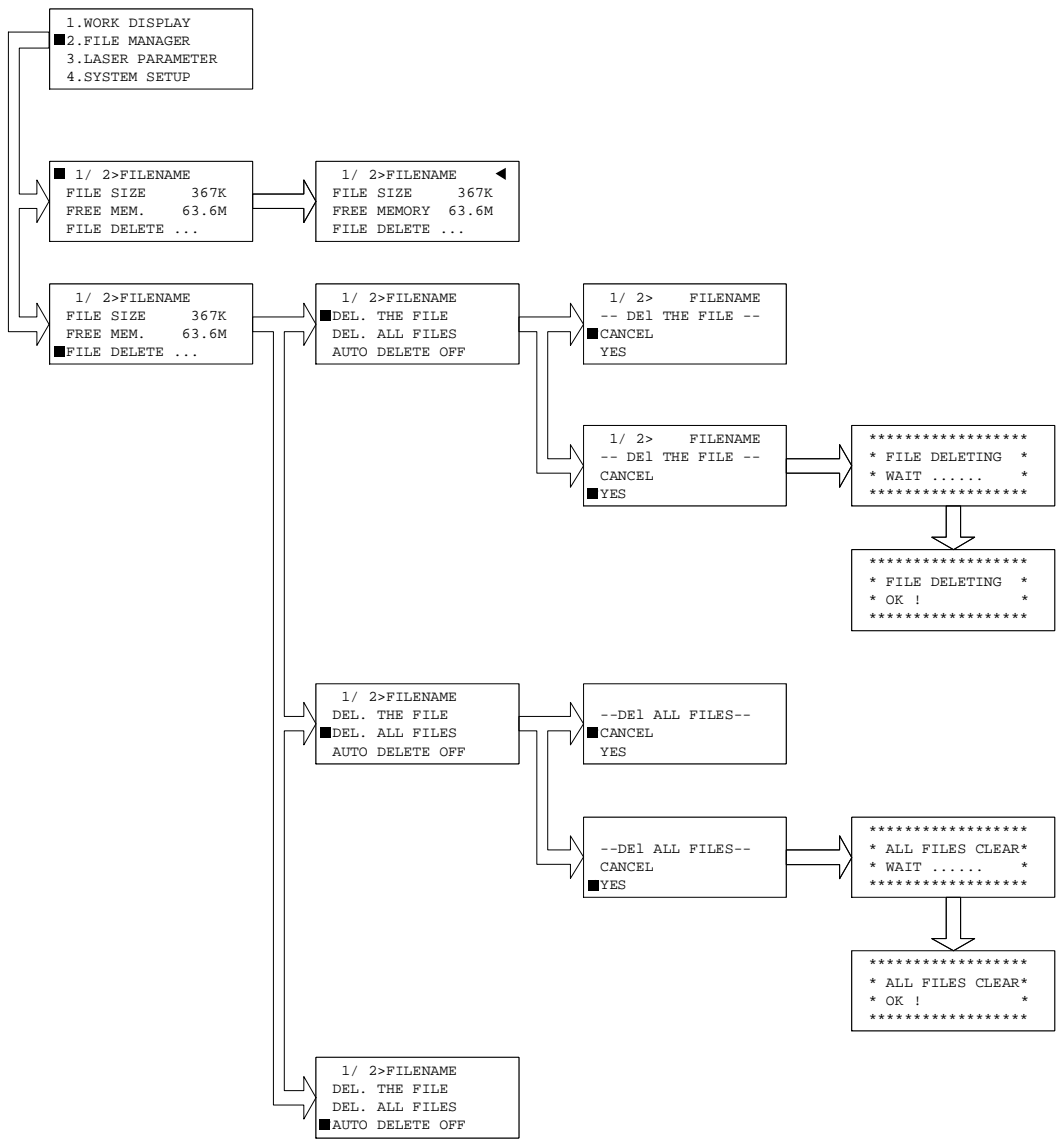 1.WORK DISPLAY
■2.FILE MANAGER
3.LASER PARAMETER
4.SYSTEM SETUP
■ 1/ 2>FILENAME
FILE SIZE 367K
FREE MEM. 63.6M
FILE DELETE ...
1/ 2>FILENAME ◀
FILE SIZE 367K
FREE MEMORY 63.6M
FILE DELETE ...
1/ 2>FILENAME
FILE SIZE 367K
FREE MEM. 63.6M
■FILE DELETE ...
1/ 2>FILENAME
■DEL. THE FILE
DEL. ALL FILES
AUTO DELETE OFF
1/ 2> FILENAME
-- DEl THE FILE --
■CANCEL
YES
1/ 2> FILENAME
-- DEl THE FILE --
CANCEL
■YES
******************
* FILE DELETING *
* WAIT ...... *
******************
******************
* FILE DELETING *
* OK ! *
******************
1/ 2>FILENAME
DEL. THE FILE
■DEL. ALL FILES
AUTO DELETE OFF
--DEl ALL FILES--
■CANCEL
YES
--DEl ALL FILES--
CANCEL
■YES
******************
* ALL FILES CLEAR*
* WAIT ...... *
******************
******************
* ALL FILES CLEAR*
* OK ! *
******************
1/ 2>FILENAME
DEL. THE FILE
DEL. ALL FILES
■AUTO DELETE OFF